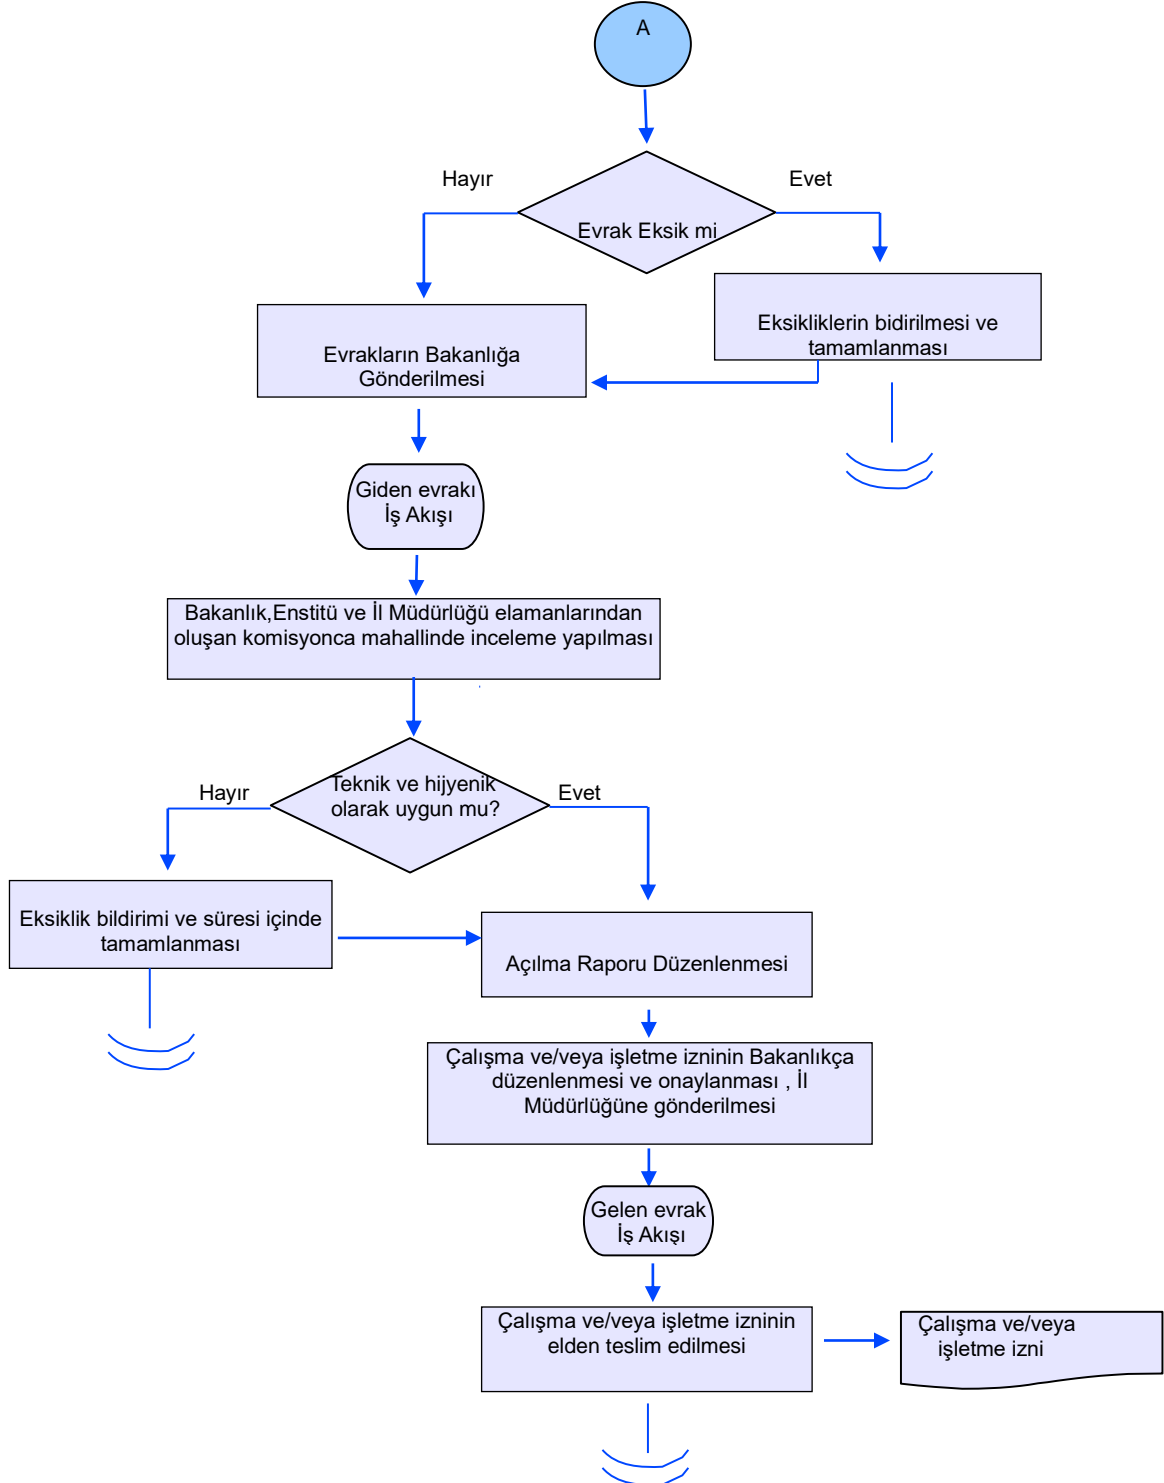 A
Hayır
Evet
Evrak Eksik mi
Eksikliklerin bidirilmesi ve
tamamlanması
Evrakların Bakanlığa
Gönderilmesi
Giden evrakı
İş Akışı
Bakanlık,Enstitü ve İl Müdürlüğü elamanlarından
oluşan komisyonca mahallinde inceleme yapılması
Teknik ve hijyenik
olarak uygun mu?
Hayır
Evet
Eksiklik bildirimi ve süresi içinde
tamamlanması
Açılma Raporu Düzenlenmesi
Çalışma ve/veya işletme izninin Bakanlıkça
düzenlenmesi ve onaylanması , İl
Müdürlüğüne gönderilmesi
Gelen evrak
İş Akışı
Çalışma ve/veya işletme izninin
elden teslim edilmesi
Çalışma ve/veya
işletme izni